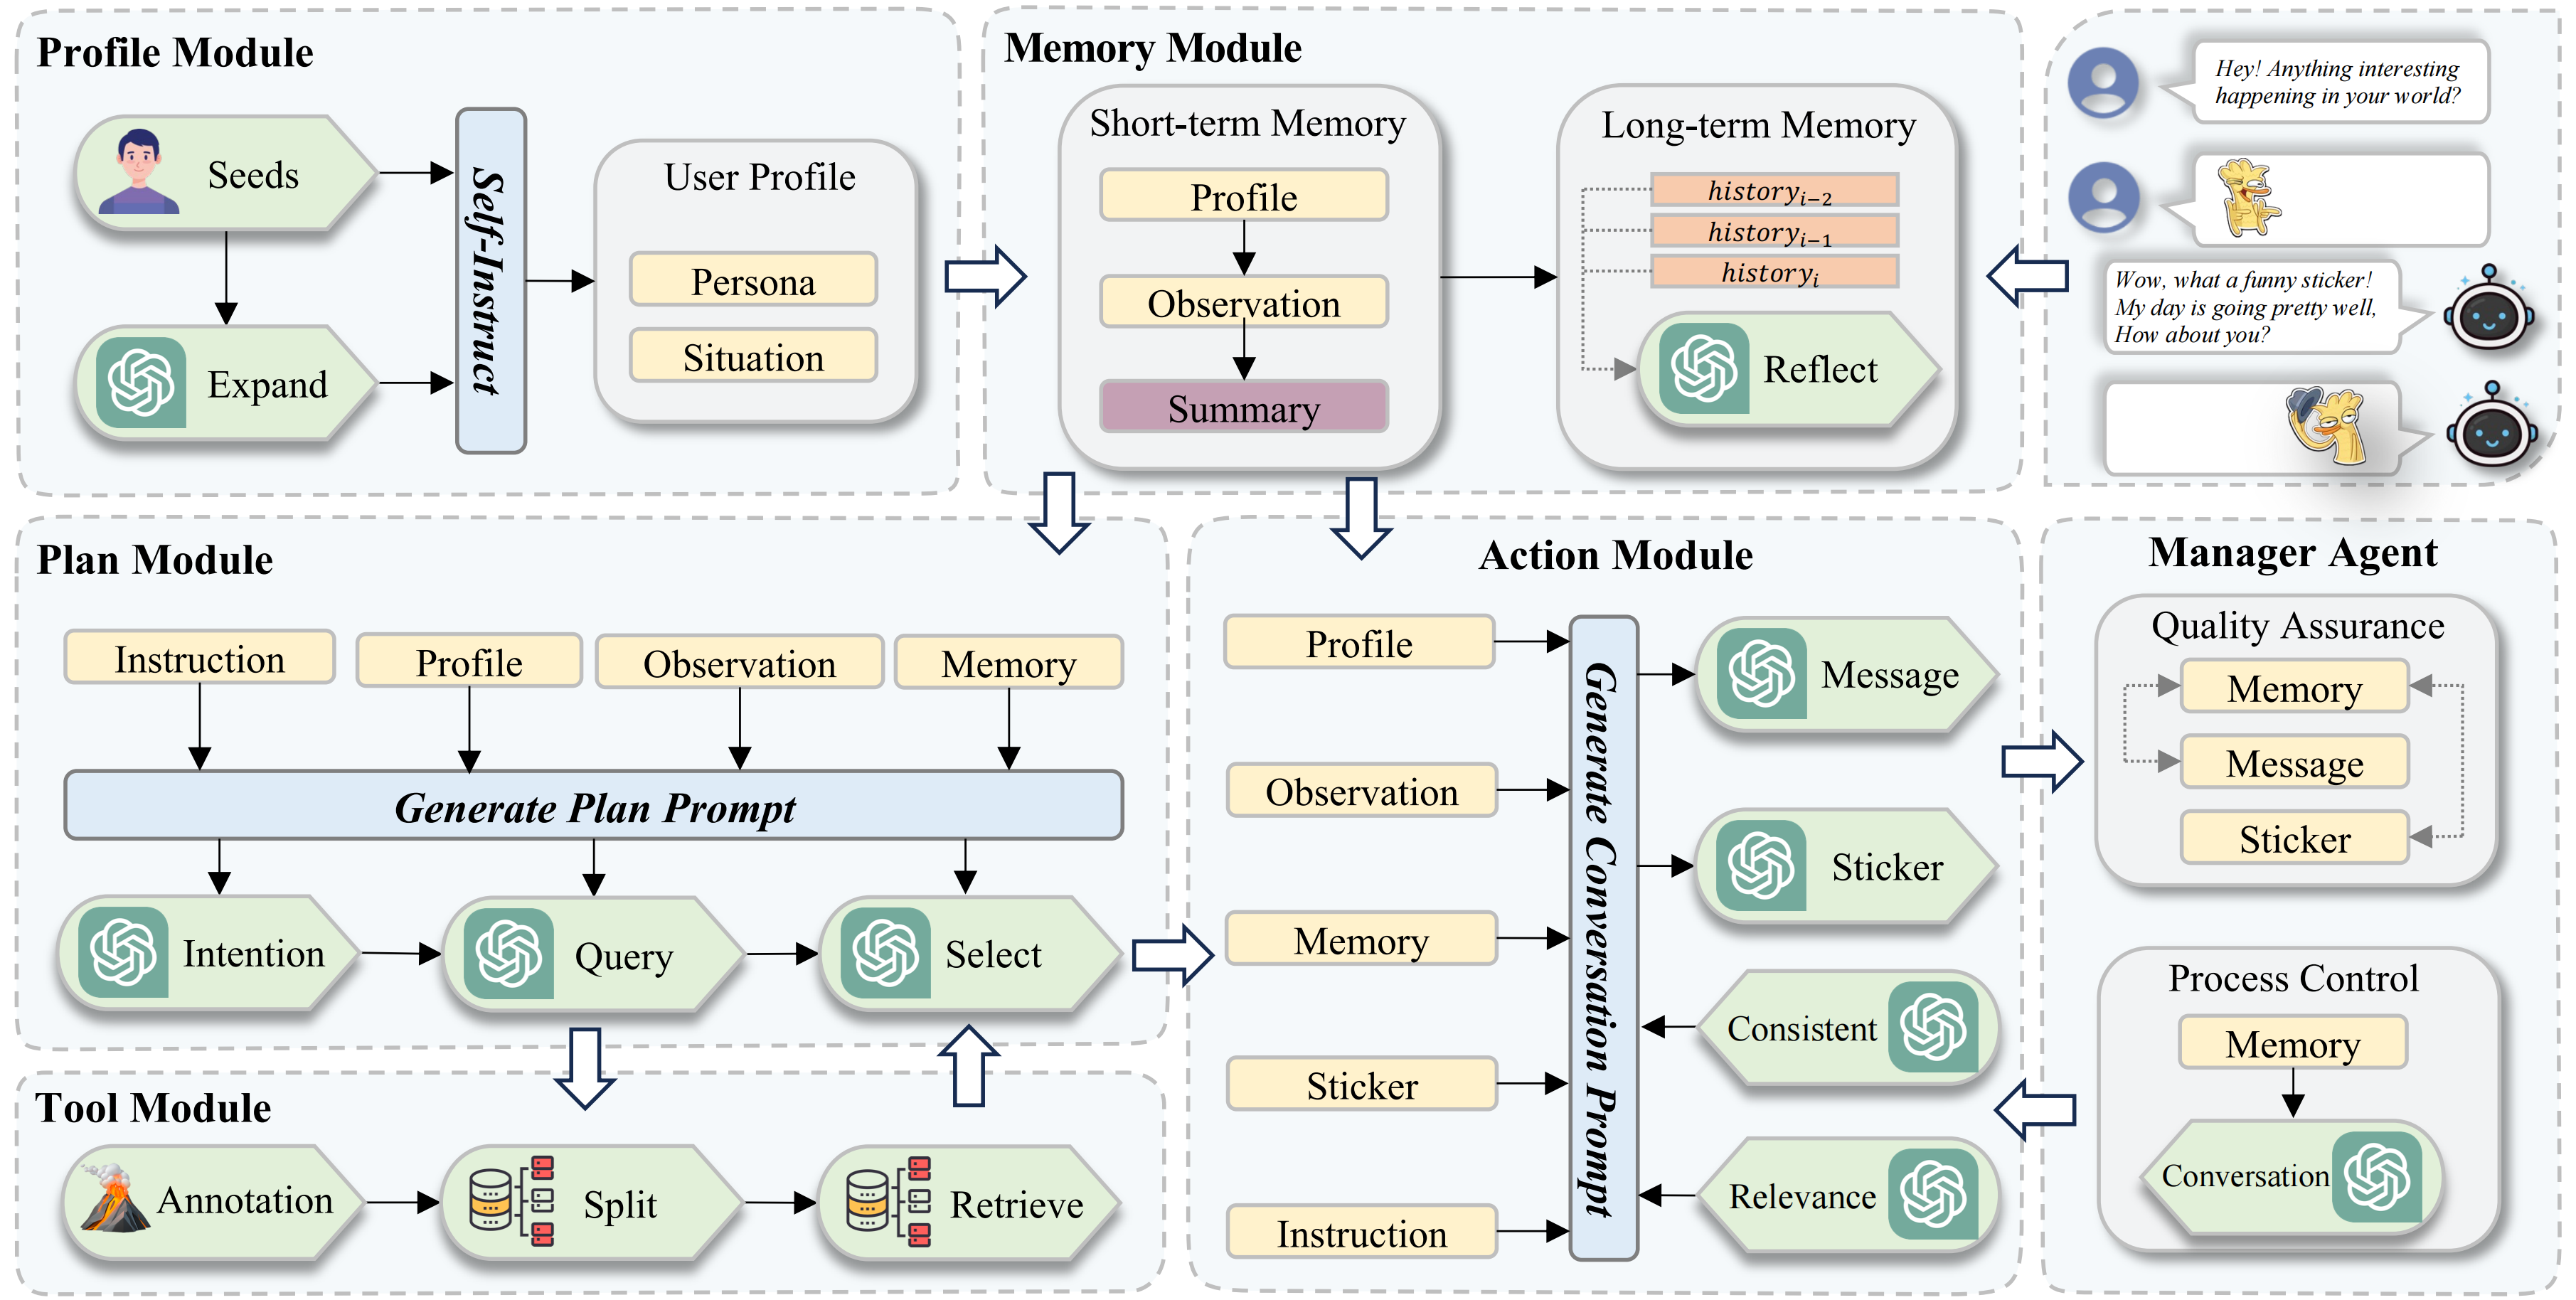 Profile Module
Seeds
Expand
Self-Instruct
User Profile
Persona
Situation
Memory Module
Short-term Memory
Profile
Observation
Summary
Long-term Memory
history_{i-2}
history_{i-1}
history_i
Reflect
Hey! Anything interesting
happening in your world?
Wow, what a funny sticker!
My day is going pretty well,
How about you?
Plan Module
Instruction
Profile
Observation
Memory
Generate Plan Prompt
Intention
Query
Select
Tool Module
Annotation
Split
Retrieve
Action Module
Profile
Observation
Memory
Sticker
Instruction
Generate Conversation Prompt
Message
Sticker
Consistent
Relevance
Manager Agent
Quality Assurance
Memory
Message
Sticker
Process Control
Memory
Conversation